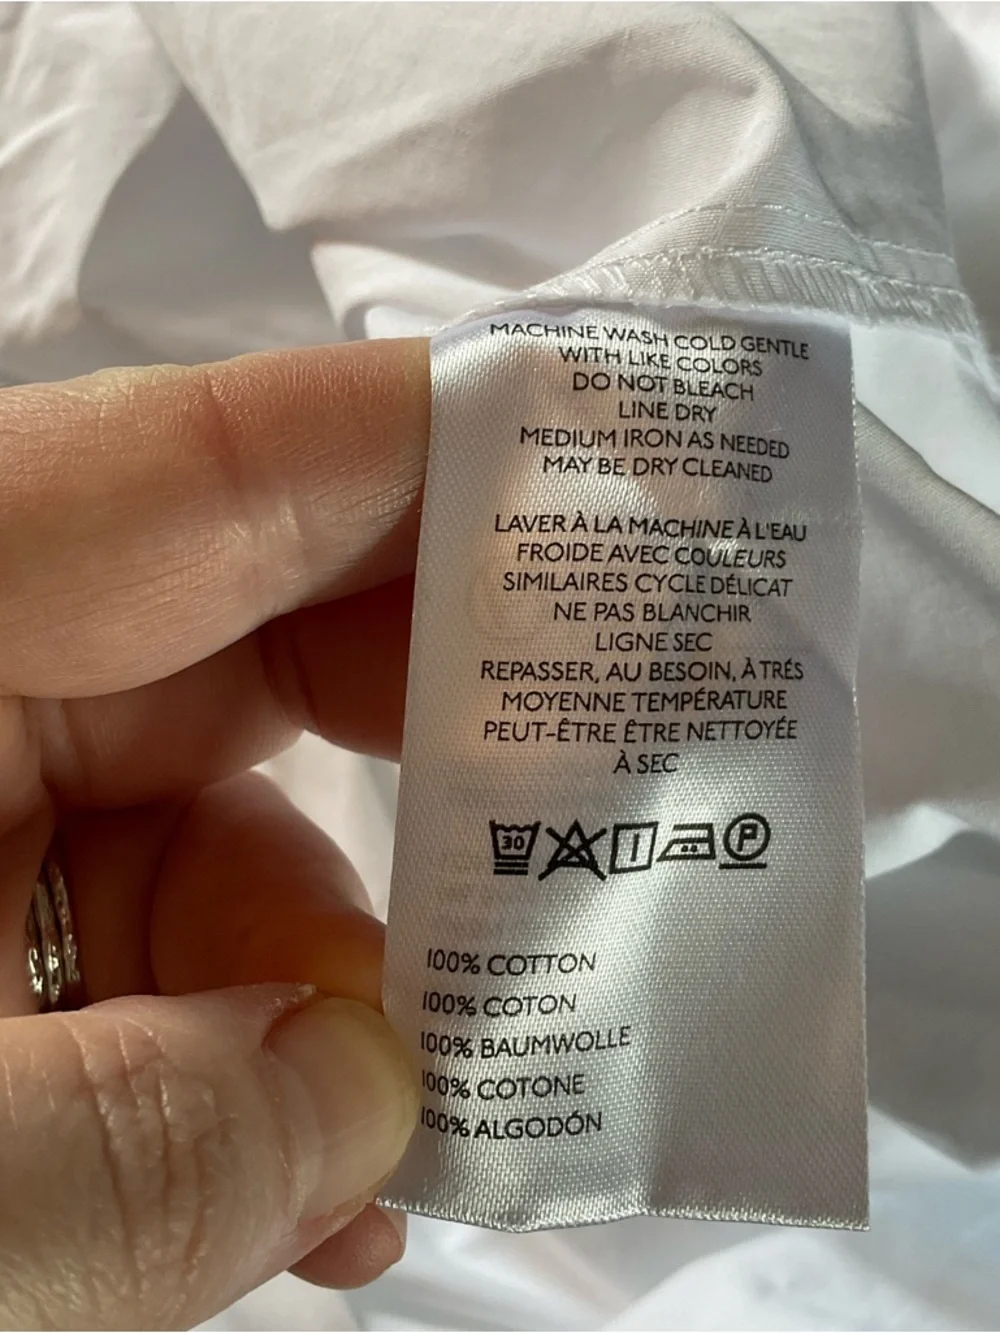 MACHINE WASH COLD GENTLE
WITH LIKE COLORS
DO NOT BLEACH
LINE DRY
MEDIUM IRON AS NEEDED
MAY BE DRY CLEANED
LAVER À LA MACHINE À L'EAU
FROIDE AVEC COULEURS
SIMILAIRES CYCLE DÉLICAT
NE PAS BLANCHIR
LIGNE SEC
REPASSER, AU BESOIN, À TRÉS
MOYENNE TEMPÉRATURE
PEUT-ÊTRE ÊTRE NETTOYÉE
À SEC
30 P
100% COTTON
100% COTON
100% BAUMWOLLE
100% COTONE
100% ALGODÓN